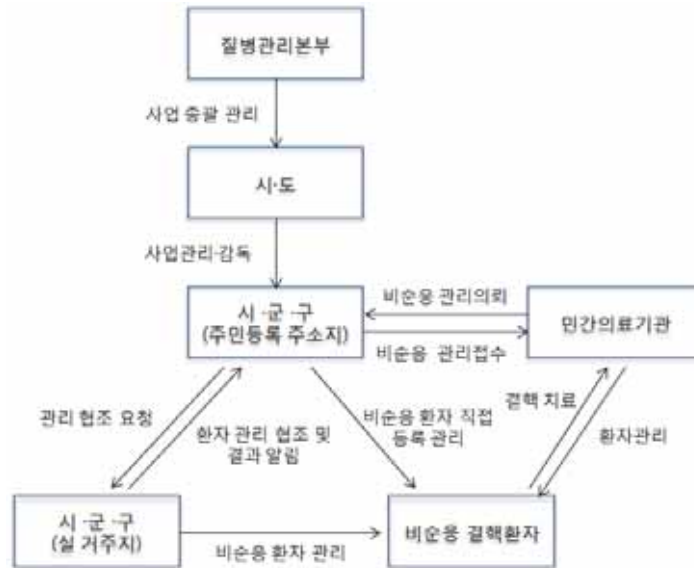 질병관리본부
사업 총괄 관리
시·도
사업관리·감독
시·군·구
(주민등록 주소지)
비순응 관리의뢰
비순응 관리접수
민간의료기관
관리 협조 요청
환자 관리 협조 및
결과 알림
비순응 환자 직접
등록 관리
결핵 치료
환자관리
시·군·구
(실 거주지)
비순응 환자 관리
비순응 결핵환자